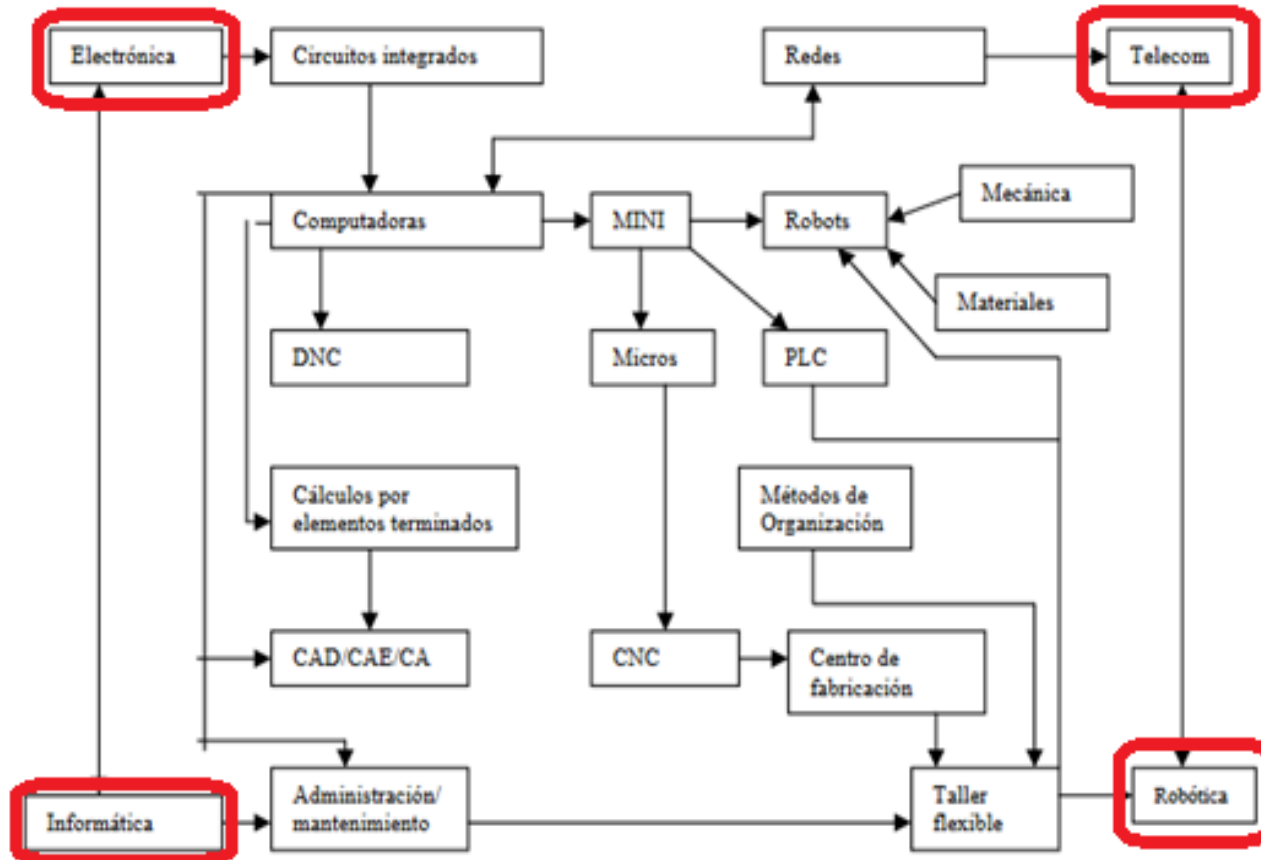 Electrónica
Circuitos integrados
Redes
Telecom
Computadoras
MINI
Robots
Mecánica
Materiales
DNC
Micros
PLC
Cálculos por
elementos terminados
Métodos de
Organización
CAD/CAE/CA
CNC
Centro de
fabricación
Informática
Administración/
mantenimiento
Taller
flexible
Robótica